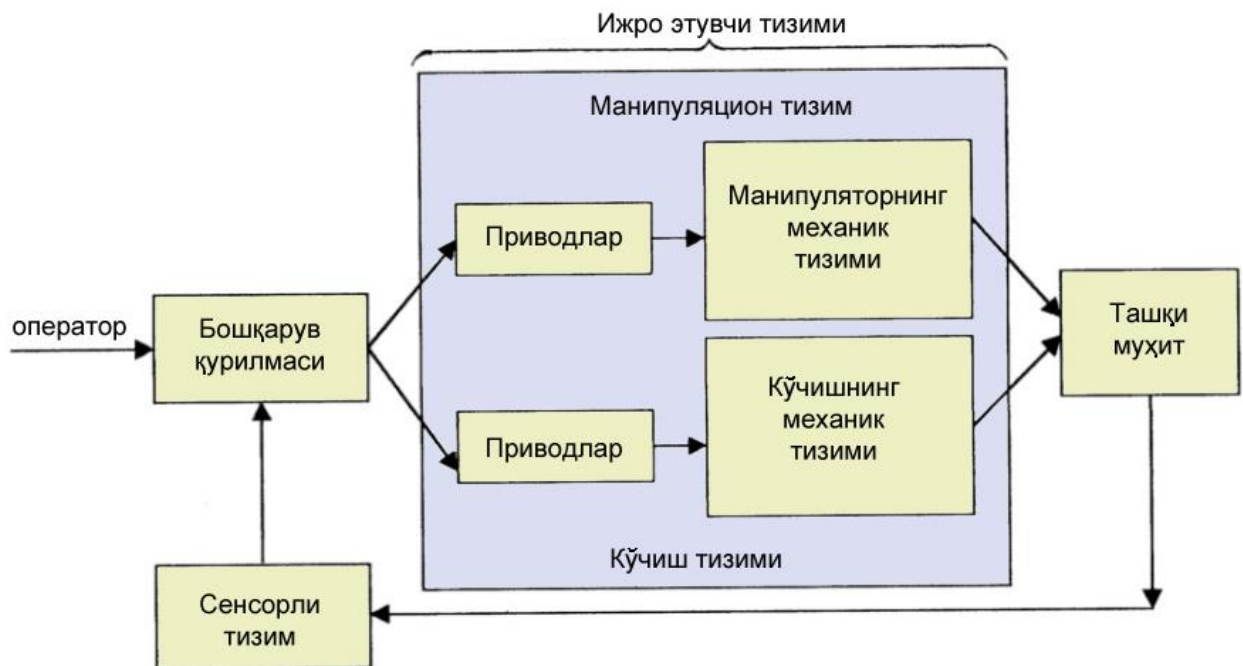 Ижро этувчи тизими
Манипуляцион тизим
Приводлар
Манипуляторнинг
механик
тизими
оператор
Бошқарув
қурилмаси
Ташқи
муҳит
Приводлар
Кўчишнинг
механик
тизими
Кўчиш тизими
Сенсорли
тизим